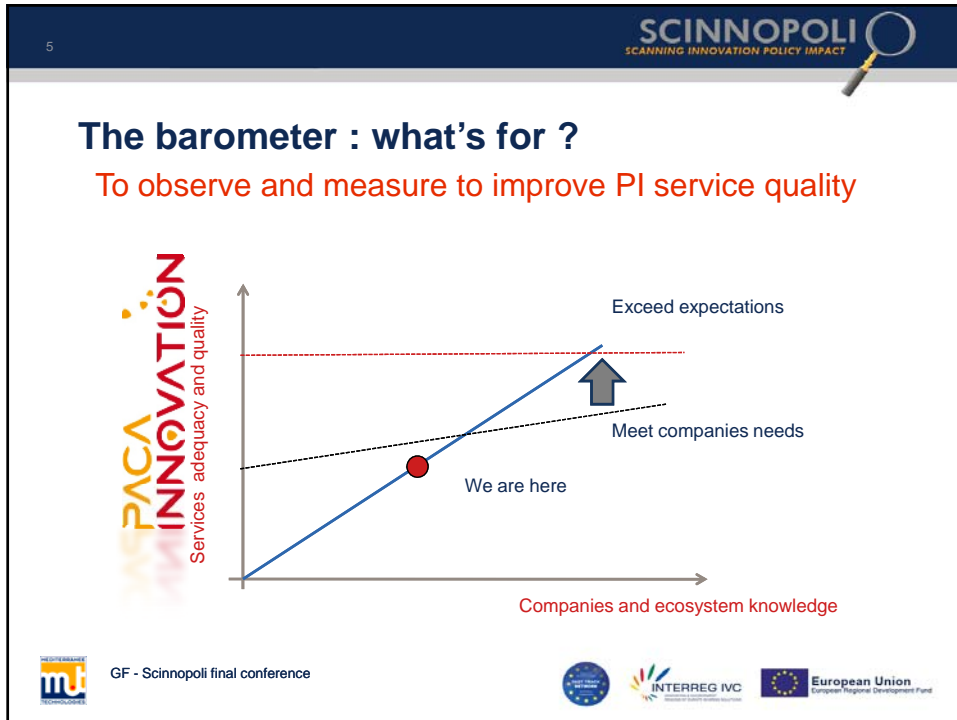 5
SCINNOPOLI
SCANNING INNOVATION POLICY IMPACT
The barometer : what's for ?
To observe and measure to improve PI service quality
PACA
INNOVATION
Services adequacy and quality
Exceed expectations
Meet companies needs
We are here
Companies and ecosystem knowledge
MEDITERRANEE
TECHNOLOGIES
GF - Scinnopoli final conference
INTERREG IVC
European Union
European Regional Development Fund